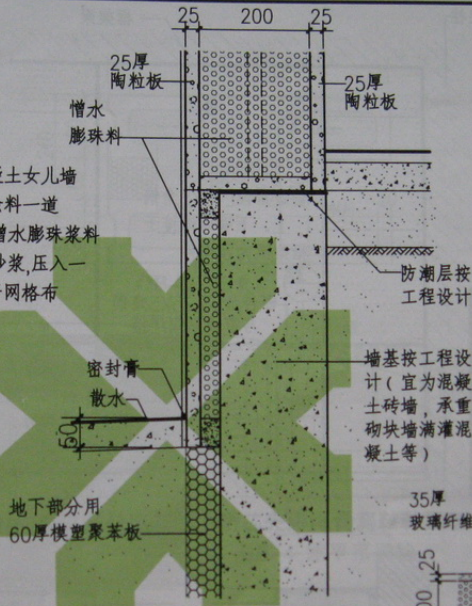 25 200 25
25厚
陶粒板
25厚
陶粒板
憎水
膨珠料
土女儿墙
料一道
憎水膨珠浆料
浆,压入一
网格布
防潮层按
工程设计
密封膏
散水
墙基按工程设
计(宜为混凝
土砖墙,承重
砌块墙满灌混
凝土等)
地下部分用
60厚模塑聚苯板
35厚
玻璃纤维
25